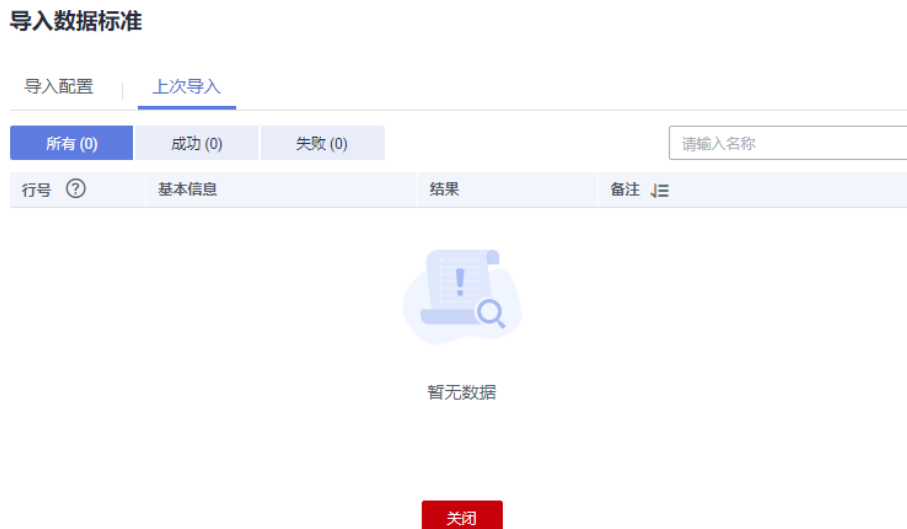 导入数据标准
导入配置 上次导入
所有 (0) 成功 (0) 失败 (0) 请输入名称
行号 ? 基本信息 结果 备注
暂无数据
关闭